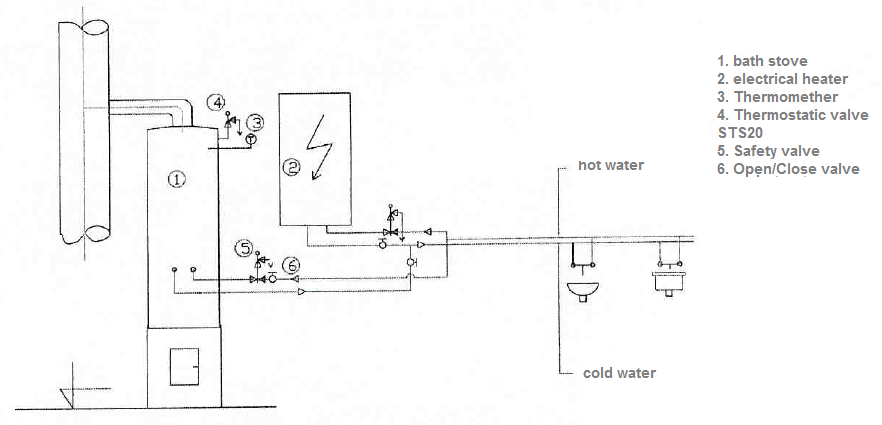 1. bath stove
2. electrical heater
3. Thermomether
4. Thermostatic valve
STS20
5. Safety valve
6. Open/Close valve
4
3
2
1
5
6
hot water
cold water